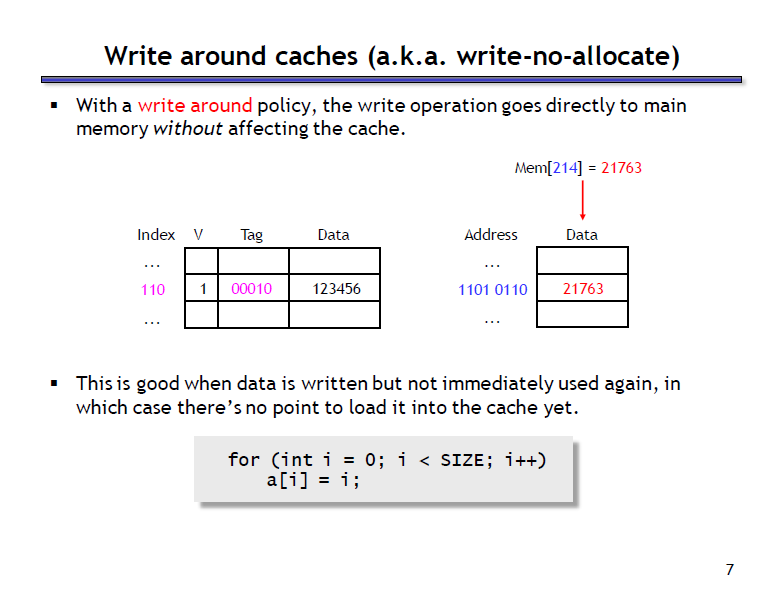 Write around caches (a.k.a. write-no-allocate)
▪ With a write around policy, the write operation goes directly to main
memory without affecting the cache.
Mem[214] = 21763
Index V Tag Data
Address Data
...
...
110 1 00010 123456
1101 0110 21763
...
...
▪ This is good when data is written but not immediately used again, in
which case there’s no point to load it into the cache yet.
for (int i = 0; i < SIZE; i++)
a[i] = i;
7